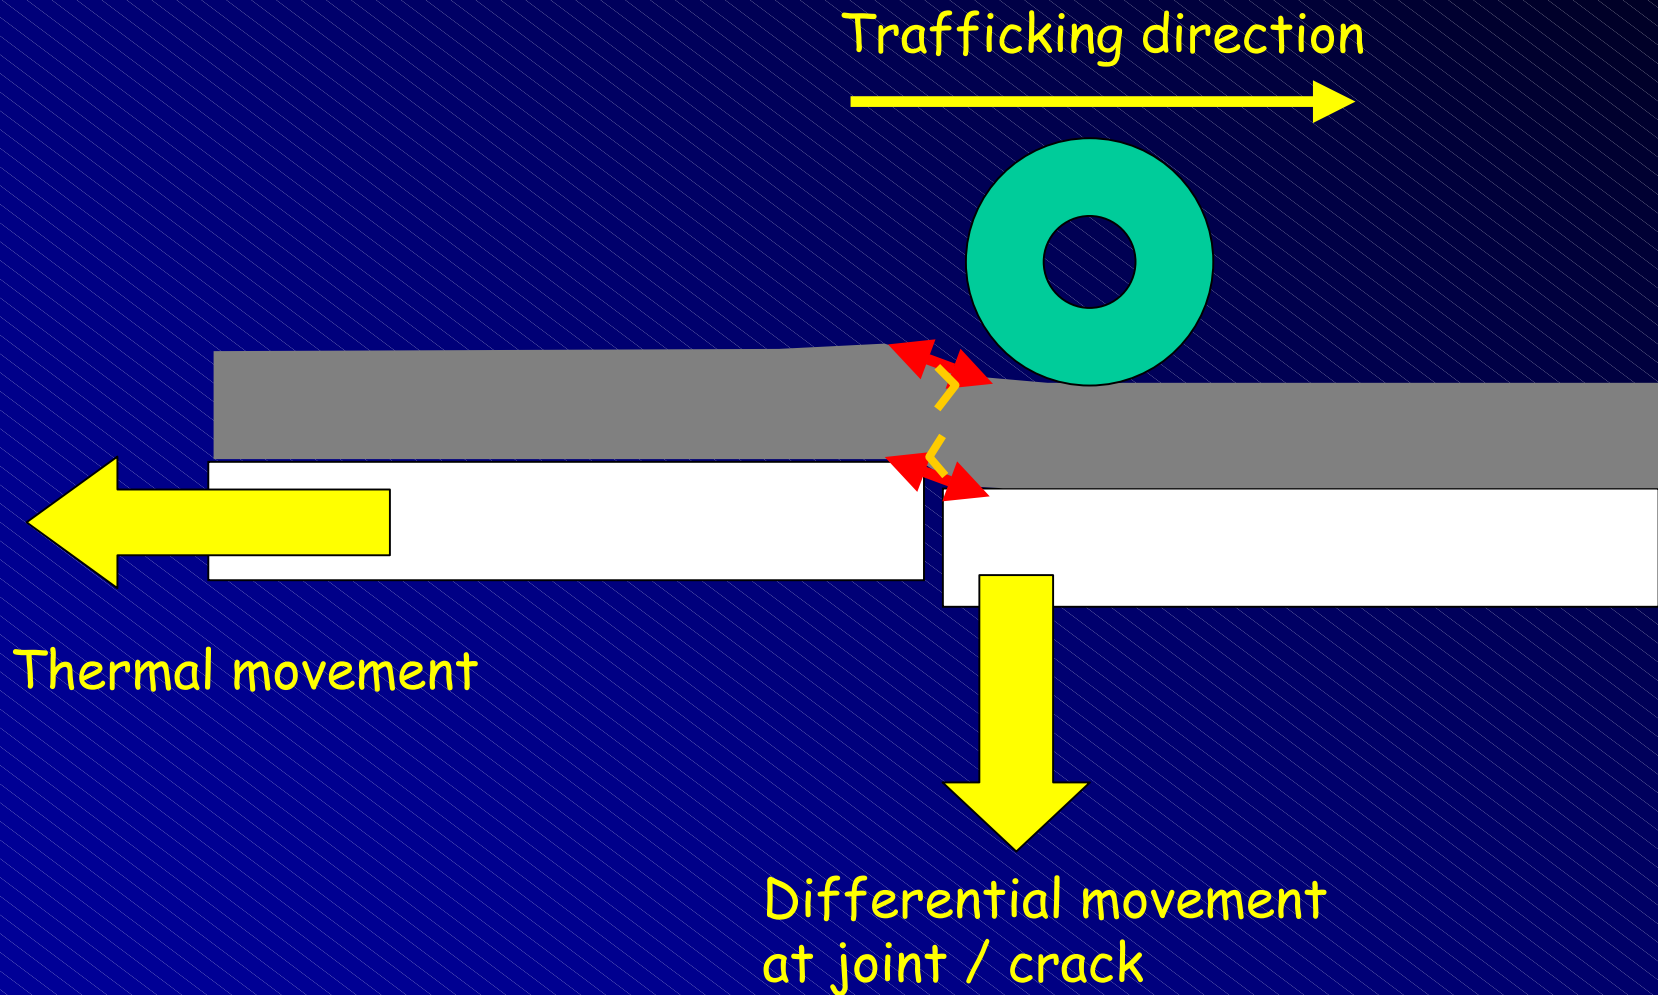 Trafficking direction
Thermal movement
Differential movement
at joint / crack